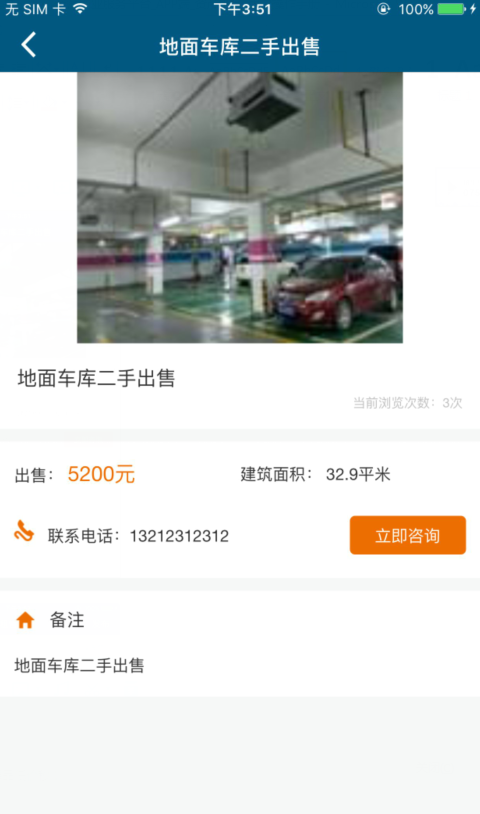 无 SIM 卡 下午3:51 100%
地面车库二手出售
地面车库二手出售
当前浏览次数：3次
出售：5200元 建筑面积：32.9平米
联系电话：13212312312 立即咨询
备注
地面车库二手出售